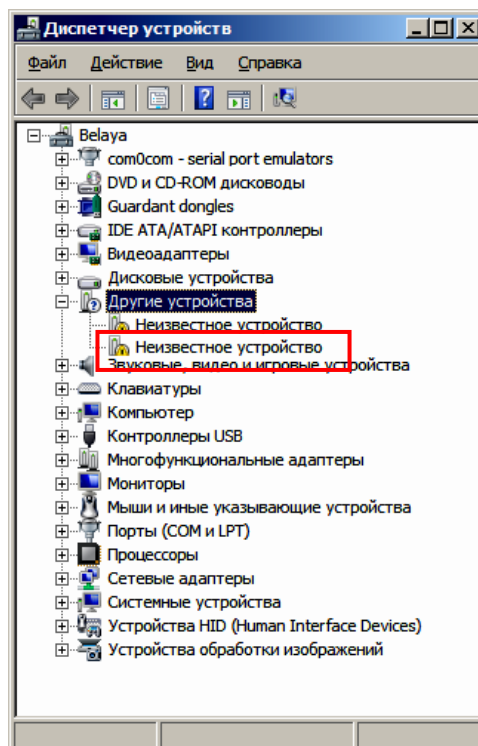 Диспетчер устройств
Файл Действие Вид Справка
Belaya
com0com - serial port emulators
DVD и CD-ROM дисководы
Guardant dongles
IDE ATA/ATAPI контроллеры
Видеоадаптеры
Дисковые устройства
Другие устройства
Неизвестное устройство
Неизвестное устройство
Звуковые, видео и игровые устройства
Клавиатуры
Компьютер
Контроллеры USB
Многофункциональные адаптеры
Мониторы
Мыши и иные указывающие устройства
Порты (COM и LPT)
Процессоры
Сетевые адаптеры
Системные устройства
Устройства HID (Human Interface Devices)
Устройства обработки изображений